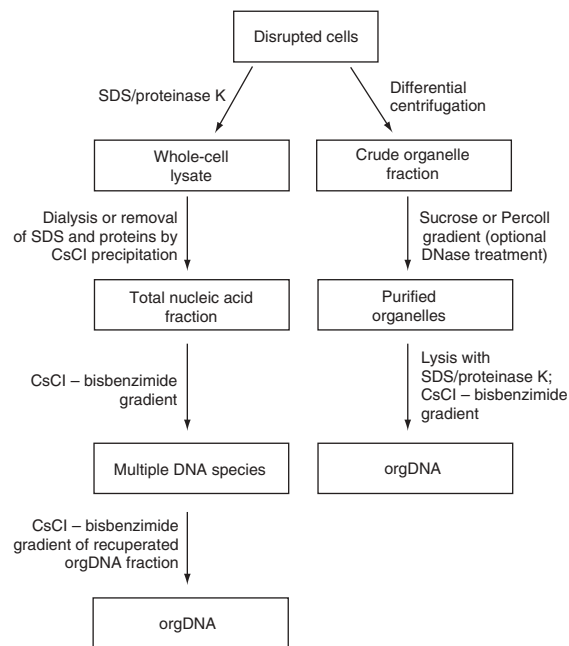 Disrupted cells
SDS/proteinase K
Differential
centrifugation
Whole-cell
lysate
Crude organelle
fraction
Dialysis or removal
of SDS and proteins by
CsCl precipitation
Sucrose or Percoll
gradient (optional
DNase treatment)
Total nucleic acid
fraction
Purified
organelles
CsCl – bisbenzimide
gradient
Lysis with
SDS/proteinase K;
CsCl – bisbenzimide
gradient
Multiple DNA species
orgDNA
CsCl – bisbenzimide
gradient of recuperated
orgDNA fraction
orgDNA